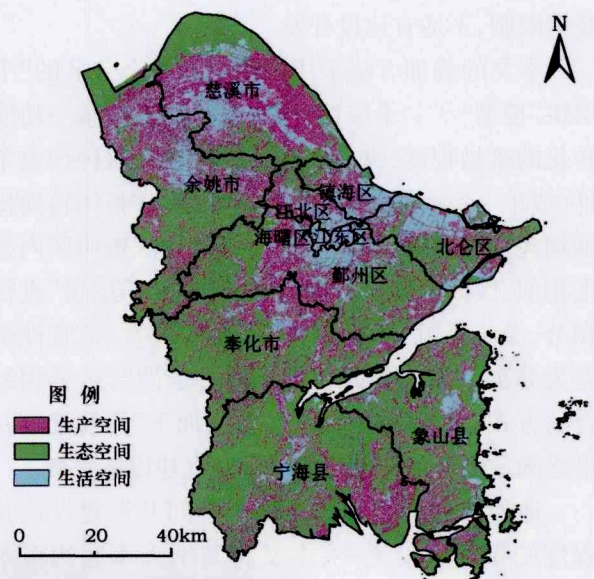 N
慈溪市
余姚市
镇海区
江北区
海曙区
江东区
北仑区
鄞州区
奉化市
图 例
生产空间
生态空间
生活空间
象山县
宁海县
0 20 40km